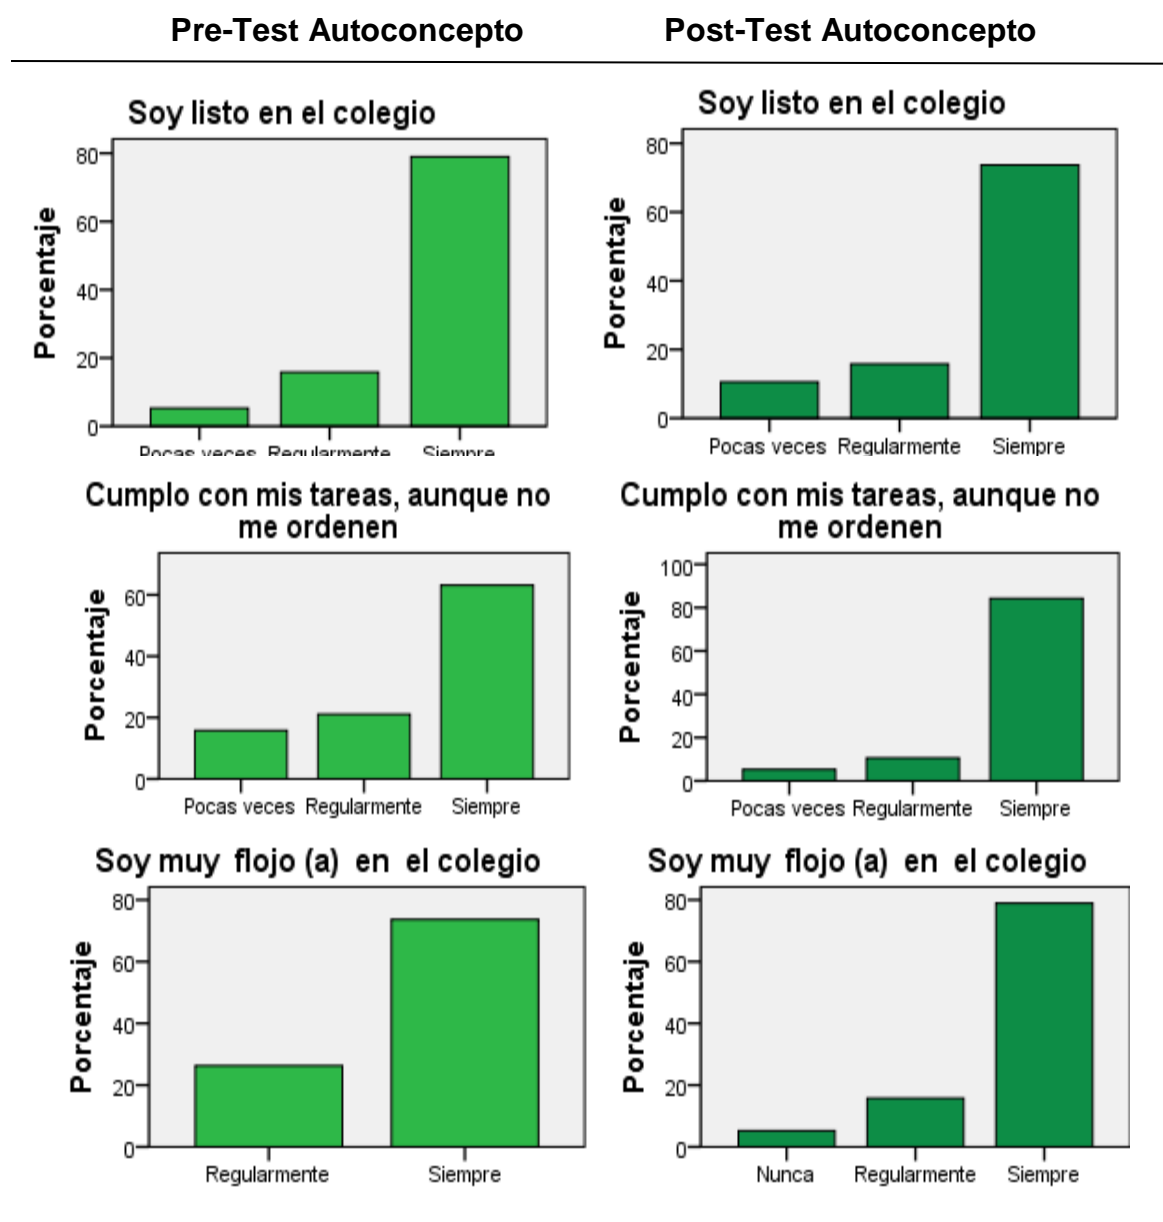 Pre-Test Autoconcepto
Post-Test Autoconcepto
Soy listo en el colegio
Porcentaje
80
60
40
20
0
Pocas veces Regularmente Siempre
Soy listo en el colegio
Porcentaje
80
60
40
20
0
Pocas veces Regularmente Siempre
Cumplo con mis tareas, aunque no
me ordenen
Porcentaje
60
40
20
0
Pocas veces Regularmente Siempre
Cumplo con mis tareas, aunque no
me ordenen
Porcentaje
100
80
60
40
20
0
Pocas veces Regularmente Siempre
Soy muy flojo (a) en el colegio
Porcentaje
80
60
40
20
0
Regularmente Siempre
Soy muy flojo (a) en el colegio
Porcentaje
80
60
40
20
0
Nunca Regularmente Siempre